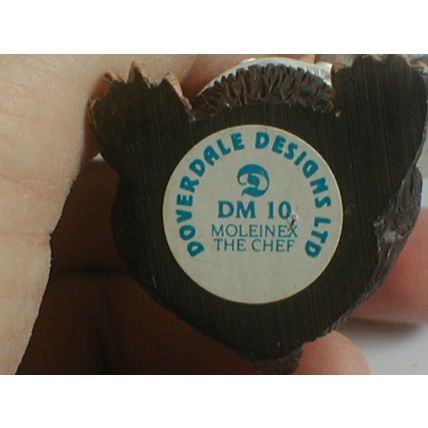 DOVERDALE DESIGNS LTD
DM 10
MOLEINEX
THE CHEF